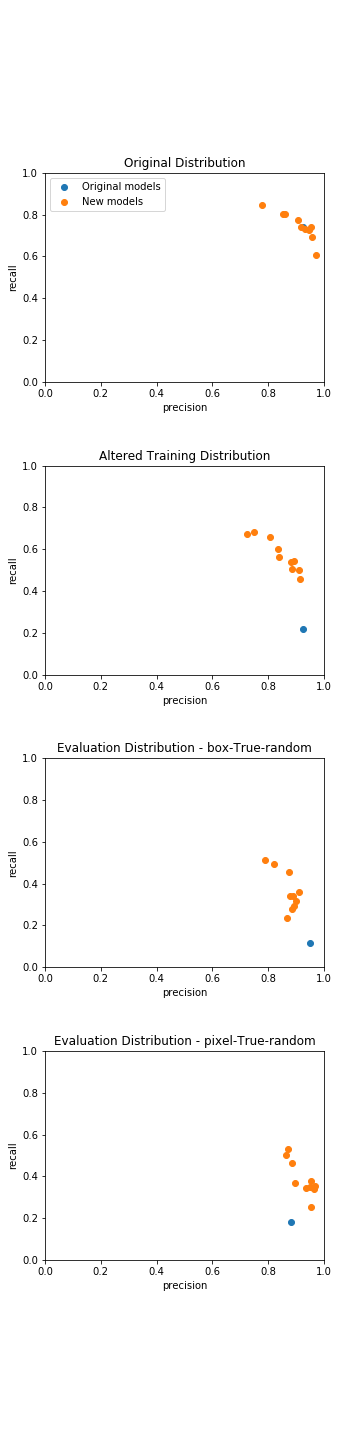 Original Distribution
1.0
Original models
New models
0.8
0.6
recall
0.4
0.2
0.0
0.0 0.2 0.4 0.6 0.8 1.0
precision
Altered Training Distribution
1.0
0.8
0.6
recall
0.4
0.2
0.0
0.0 0.2 0.4 0.6 0.8 1.0
precision
Evaluation Distribution - box-True-random
1.0
0.8
0.6
recall
0.4
0.2
0.0
0.0 0.2 0.4 0.6 0.8 1.0
precision
Evaluation Distribution - pixel-True-random
1.0
0.8
0.6
recall
0.4
0.2
0.0
0.0 0.2 0.4 0.6 0.8 1.0
precision